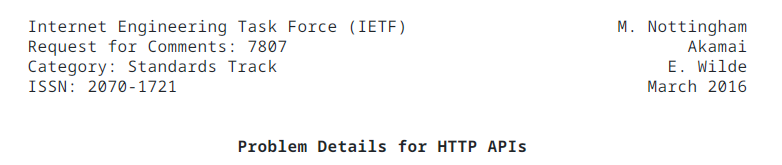 Internet Engineering Task Force (IETF) M. Nottingham
Request for Comments: 7807 Akamai
Category: Standards Track E. Wilde
ISSN: 2070-1721 March 2016
Problem Details for HTTP APIs